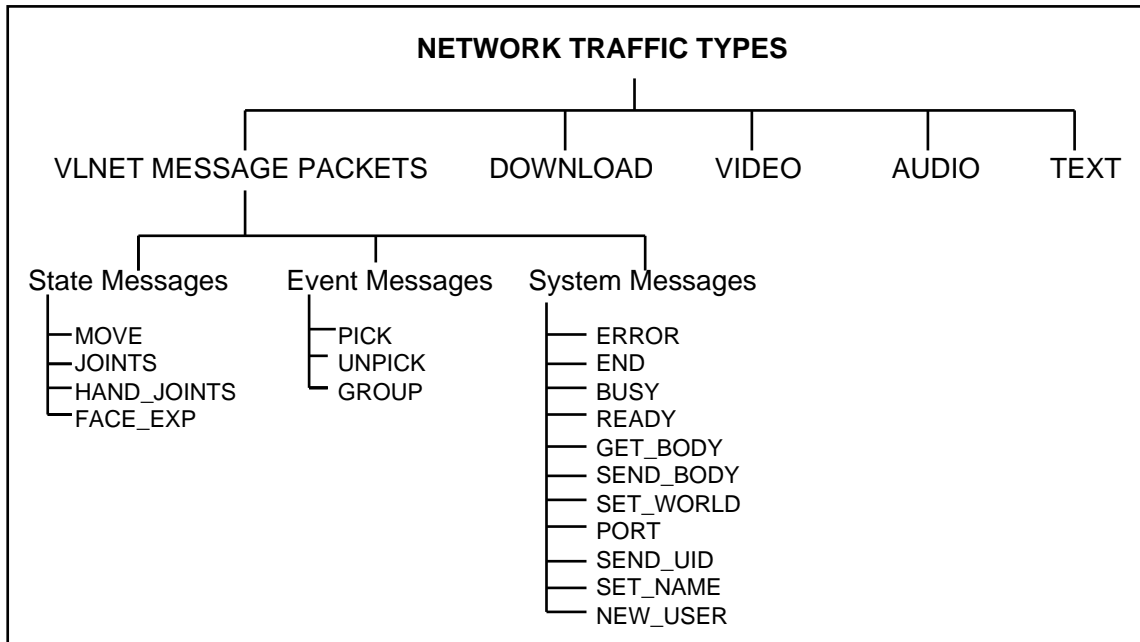 NETWORK TRAFFIC TYPES
VLNET MESSAGE PACKETS DOWNLOAD VIDEO AUDIO TEXT
State Messages Event Messages System Messages
MOVE
JOINTS
HAND_JOINTS
FACE_EXP
PICK
UNPICK
GROUP
ERROR
END
BUSY
READY
GET_BODY
SEND_BODY
SET_WORLD
PORT
SEND_UID
SET_NAME
NEW_USER